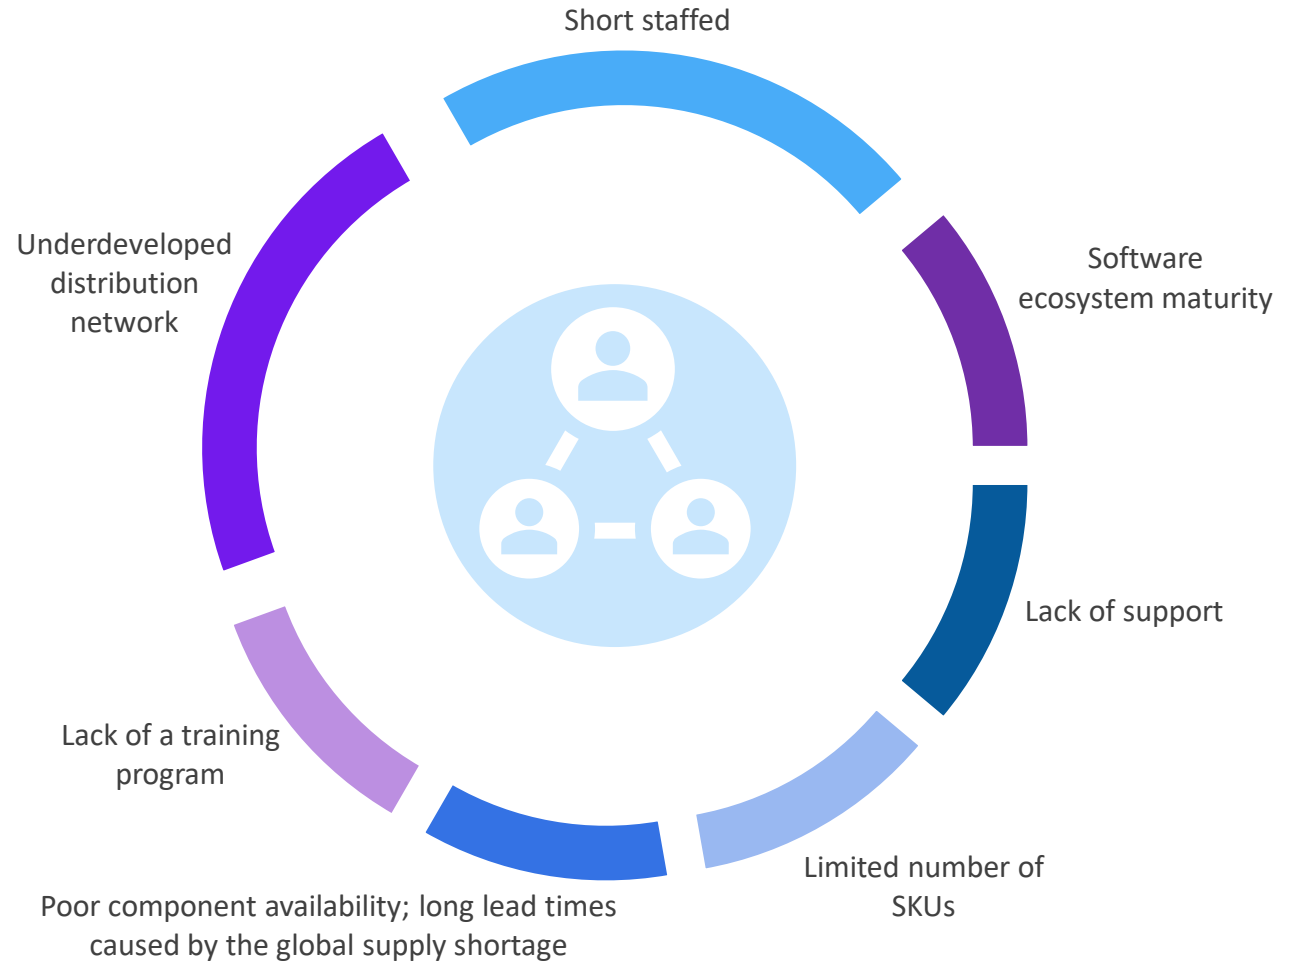 Short staffed
Software
ecosystem maturity
Lack of support
Limited number of
SKUs
Poor component availability; long lead times
caused by the global supply shortage
Lack of a training
program
Underdeveloped
distribution
network